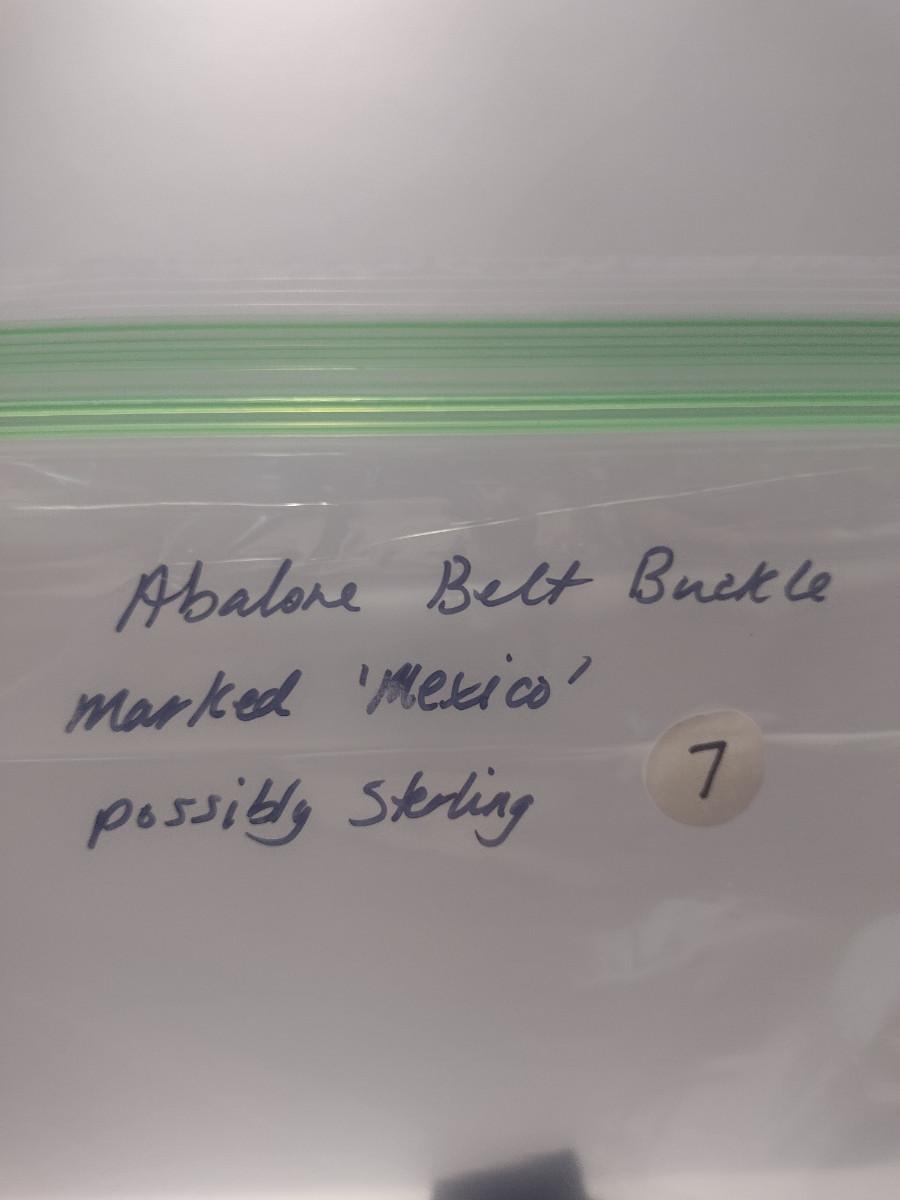 Abalone Belt Buckle
marked 'Mexico'
possibly Sterling
7